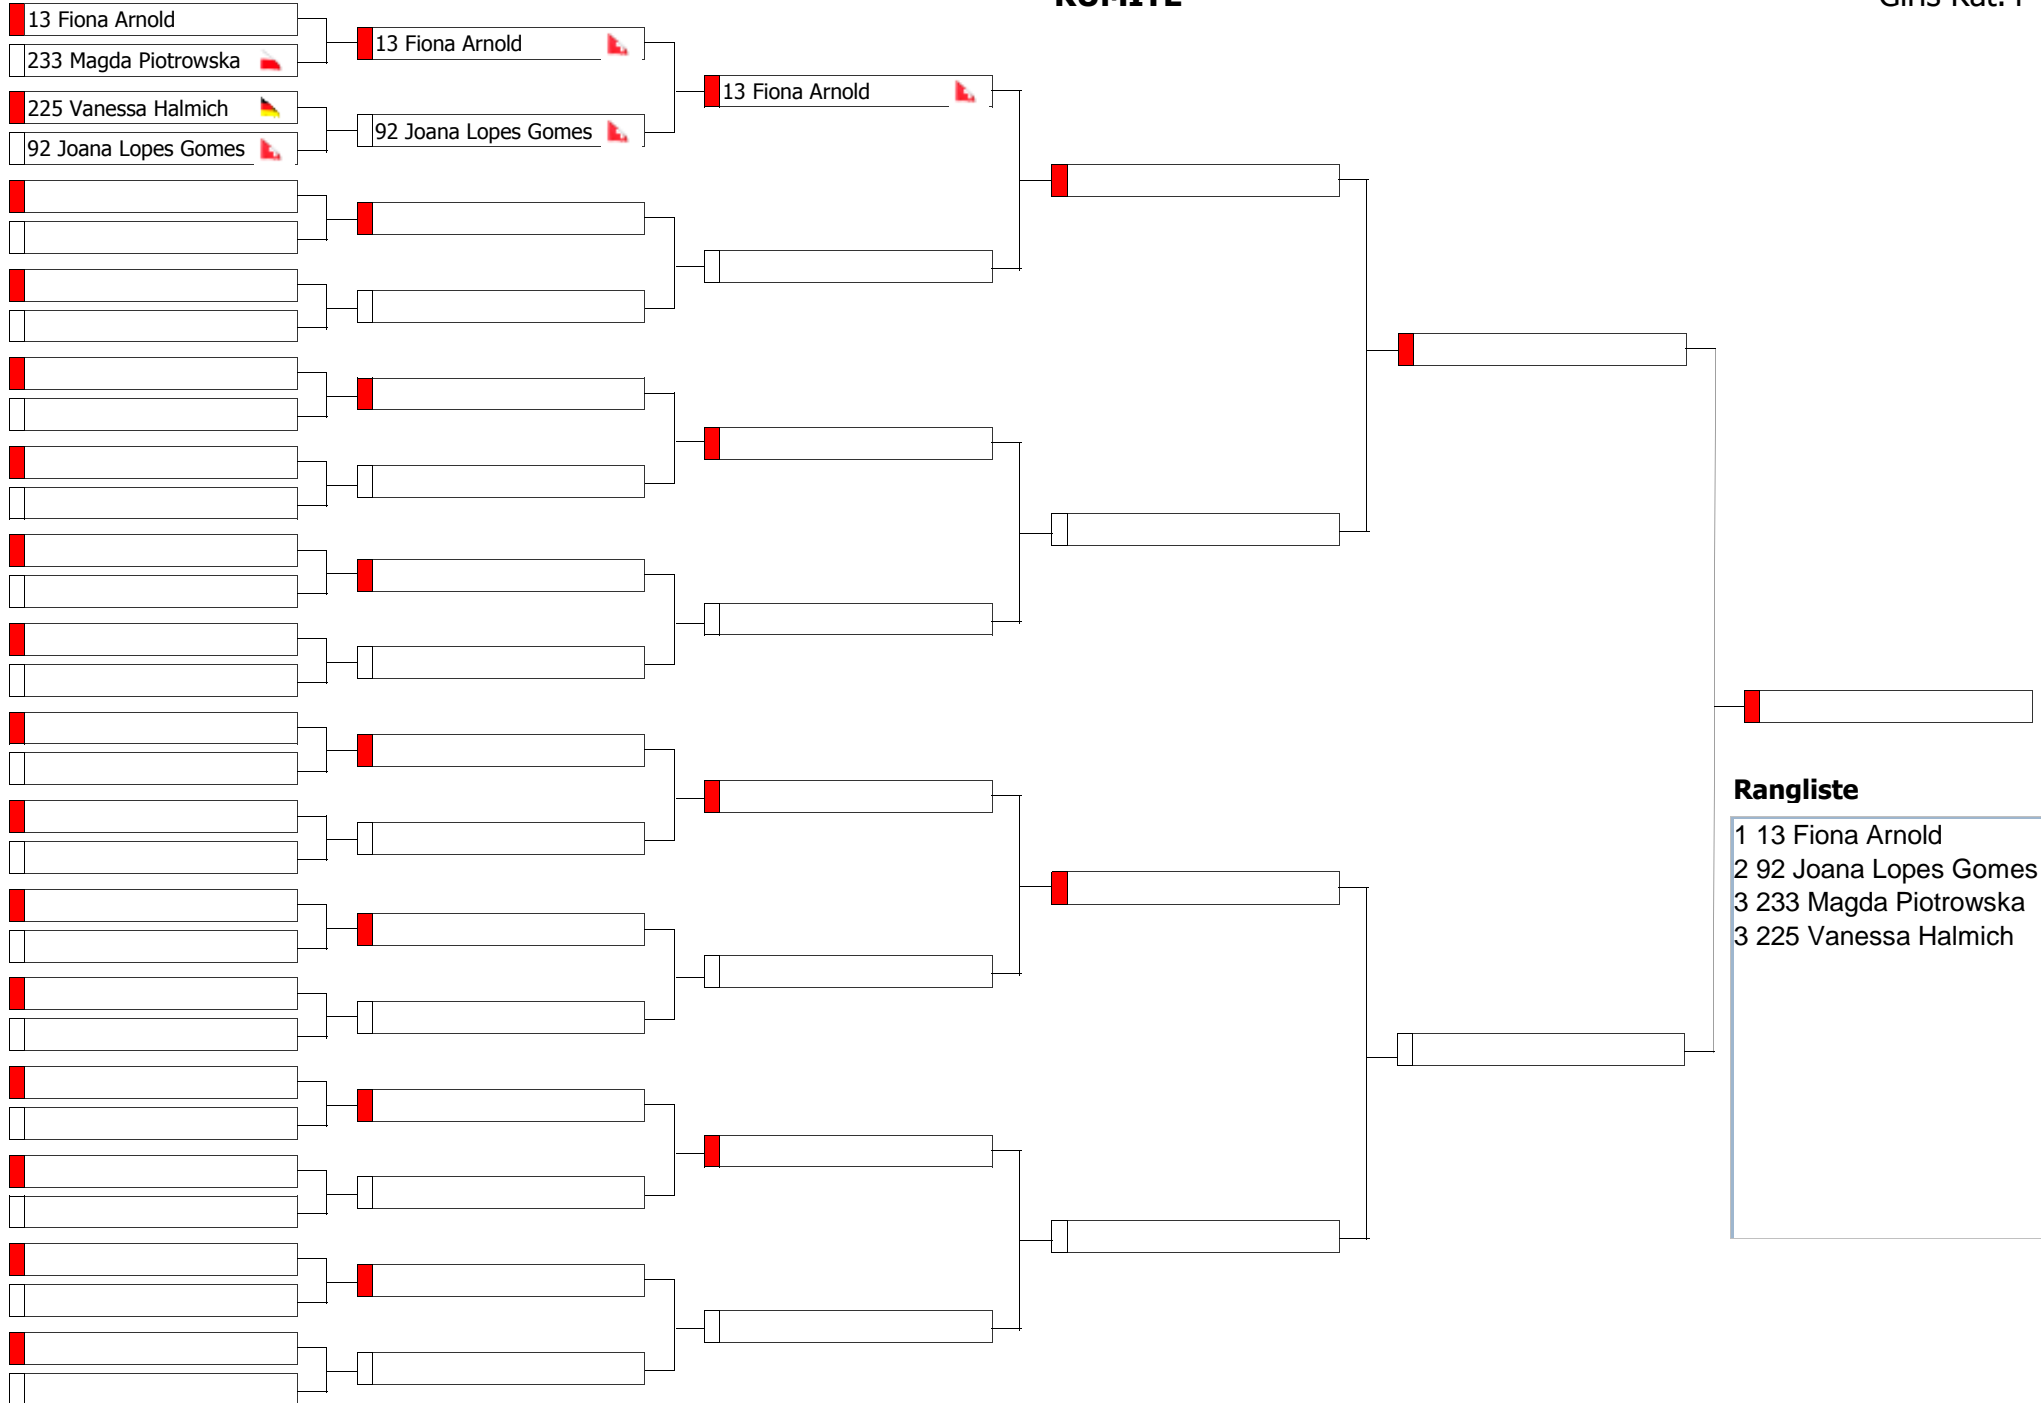 13 Fiona Arnold
233 Magda Piotrowska
225 Vanessa Halmich
92 Joana Lopes Gomes
13 Fiona Arnold
92 Joana Lopes Gomes
13 Fiona Arnold
Rangliste
1 13 Fiona Arnold
2 92 Joana Lopes Gomes
3 233 Magda Piotrowska
3 225 Vanessa Halmich